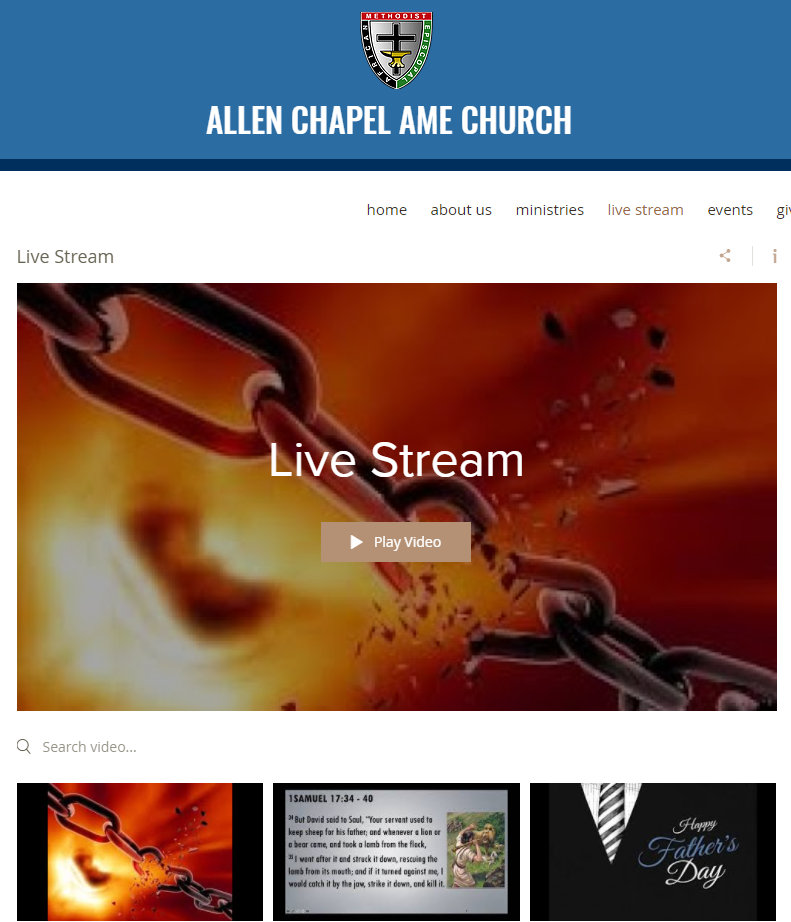 METHODIST
AFRICAN
EPISCOPAL
ALLEN CHAPEL AME CHURCH
home about us ministries live stream events giv
Live Stream
Live Stream
Play Video
Search video...
1SAMUEL 17:34 - 40
34 But David said to Saul, "Your servant used to
keep sheep for his father; and whenever a lion or
a bear came, and took a lamb from the flock,
35 I went after it and struck it down, rescuing the
lamb from its mouth; and if it turned against me, I
would catch it by the jaw, strike it down, and kill it.
Happy
Father's
Day